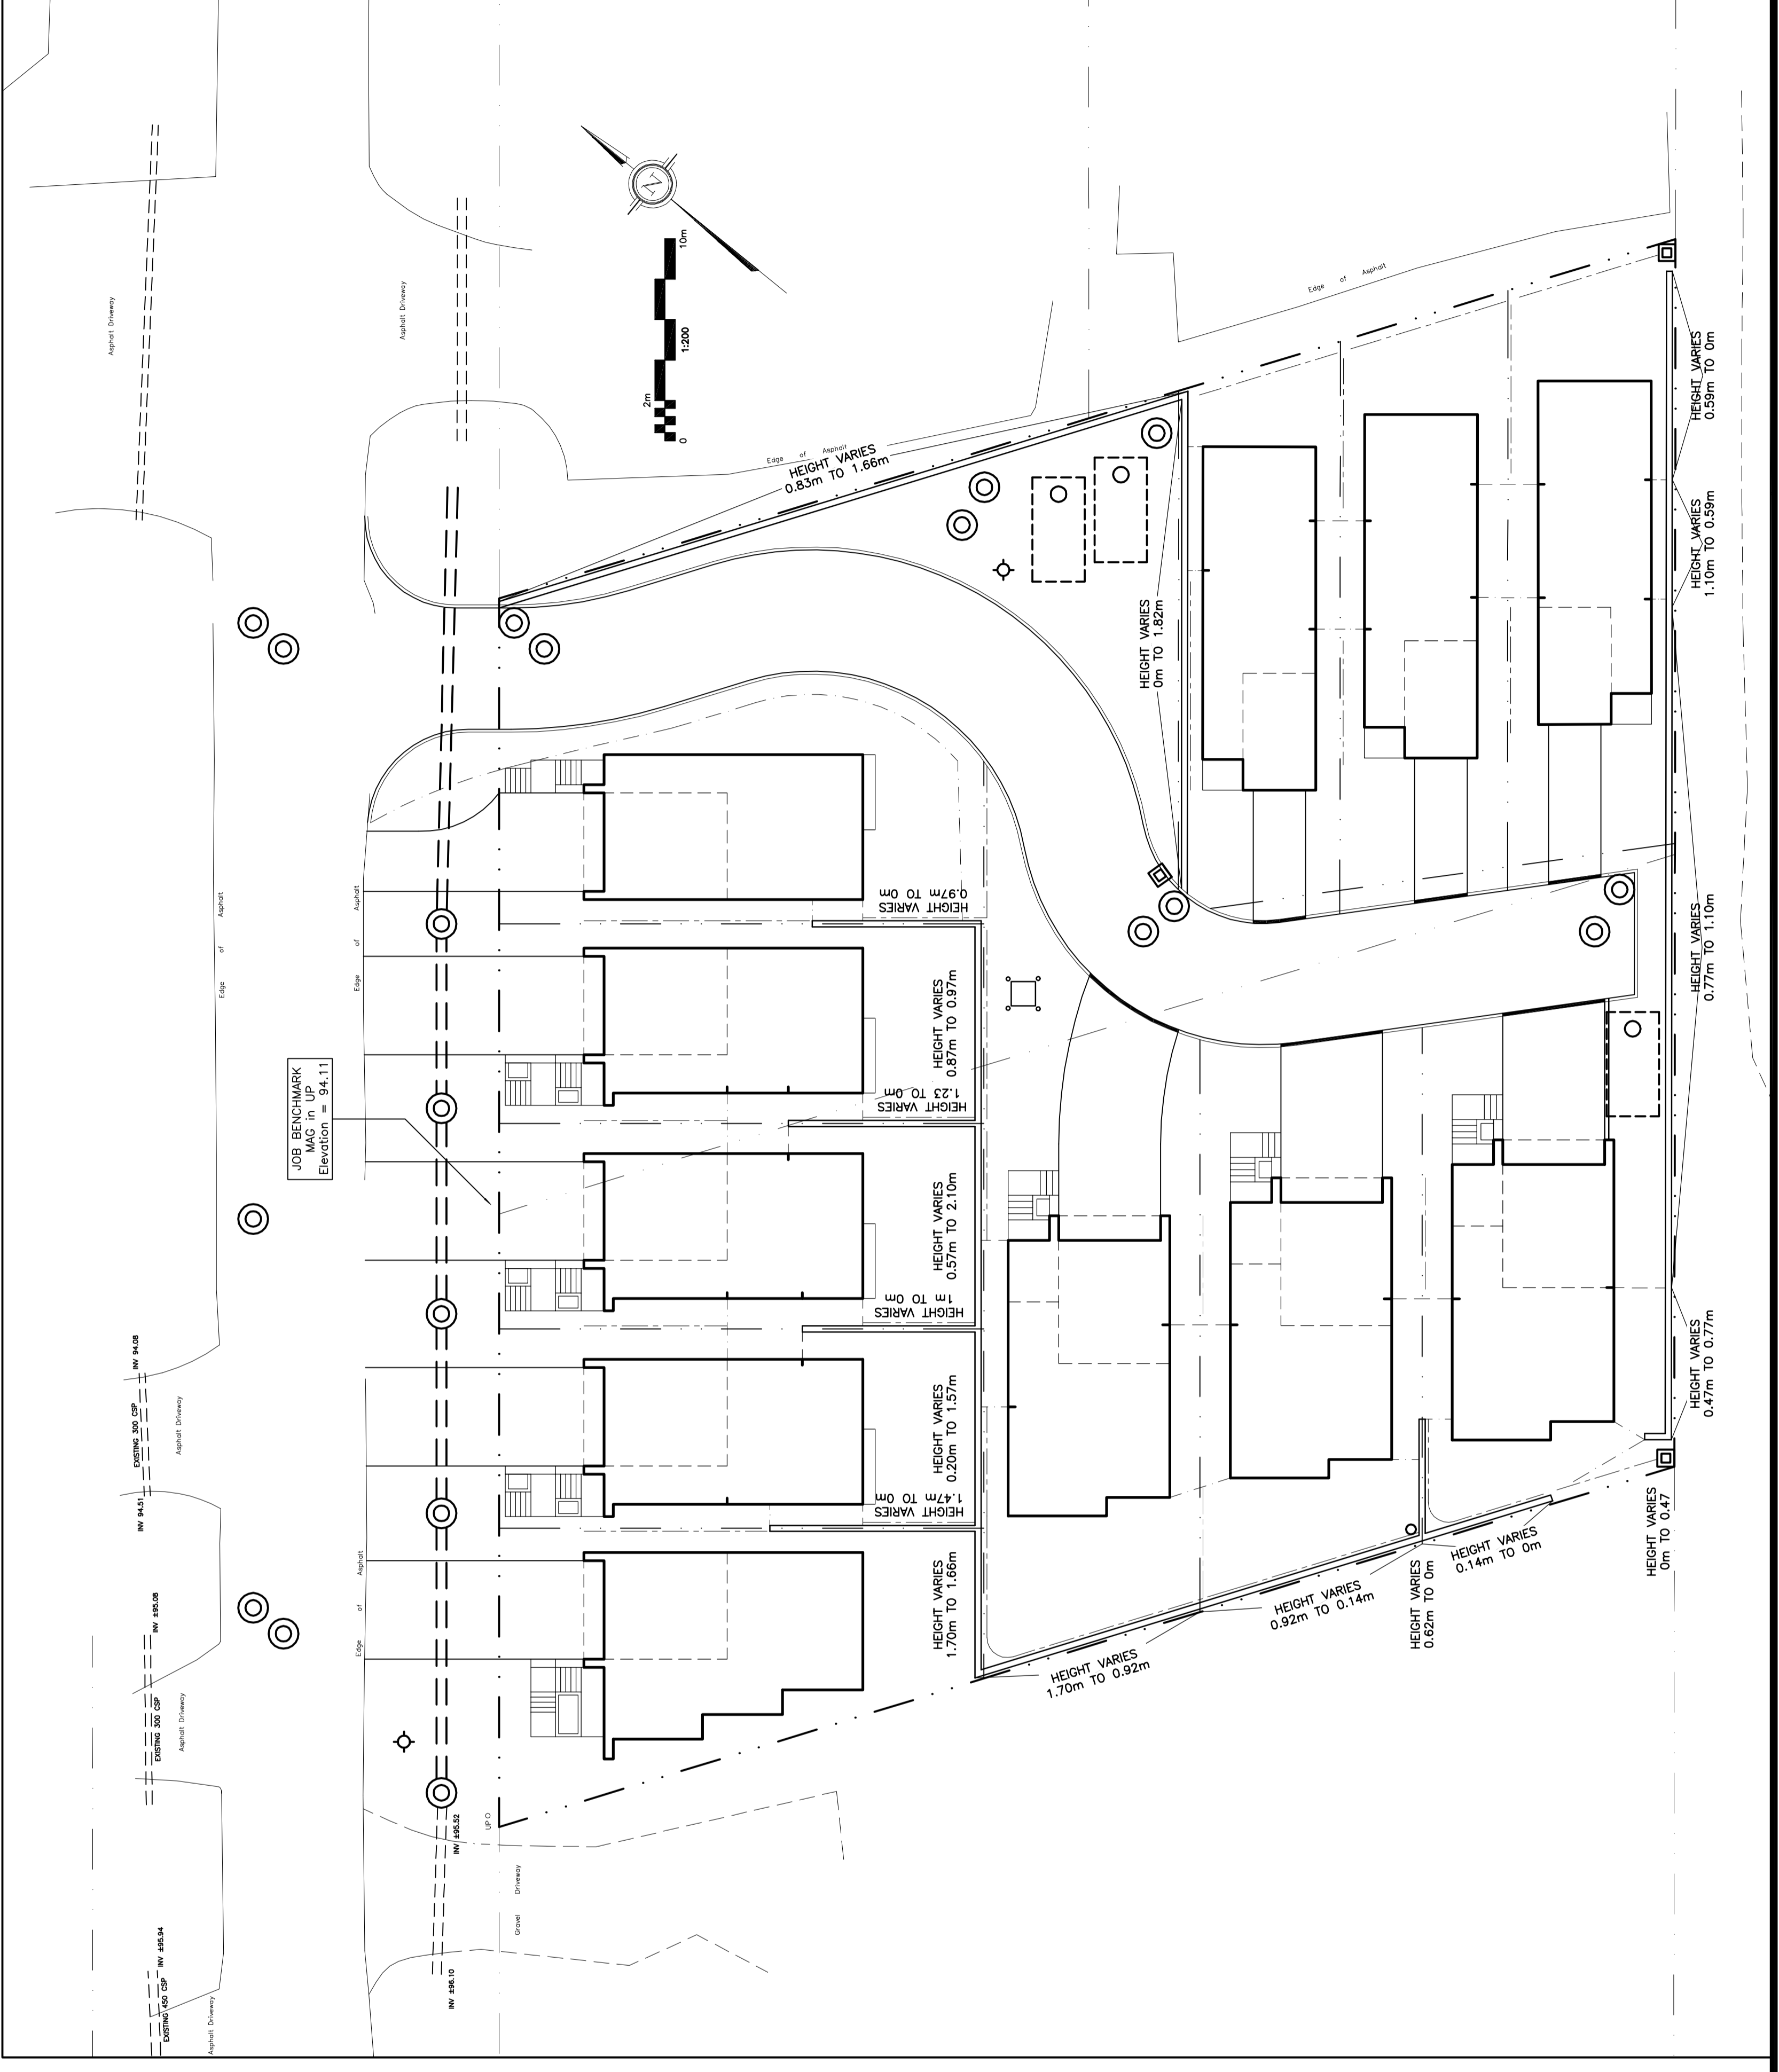 Asphalt Driveway
Asphalt Driveway
N
10m
2m
1:200
0
Edge of Asphalt
Edge of Asphalt
HEIGHT VARIES
0.83m TO 1.66m
HEIGHT VARIES
0.59m TO 0m
HEIGHT VARIES
1.10m TO 0.59m
HEIGHT VARIES
0m TO 1.82m
Edge of Asphalt
Edge of Asphalt
HEIGHT VARIES
0.97m TO 0m
HEIGHT VARIES
0.87m TO 0.97m
HEIGHT VARIES
0.77m TO 1.10m
JOB BENCHMARK
MAG in UP
Elevation = 94.11
HEIGHT VARIES
1.23 TO 0m
HEIGHT VARIES
0.57m TO 2.10m
HEIGHT VARIES
1m TO 0m
HEIGHT VARIES
0.20m TO 1.57m
HEIGHT VARIES
0.47m TO 0.77m
INV 94.08
EXISTING 300 CSP
INV 94.51
Asphalt Driveway
HEIGHT VARIES
1.47m TO 0m
HEIGHT VARIES
1.70m TO 1.66m
HEIGHT VARIES
0m TO 0.47
HEIGHT VARIES
0.14m TO 0m
HEIGHT VARIES
0.62m TO 0m
HEIGHT VARIES
0.92m TO 0.14m
HEIGHT VARIES
1.70m TO 0.92m
Edge of Asphalt
INV ±95.08
EXISTING 300 CSP
Asphalt Driveway
UP
INV ±95.52
Gravel Driveway
INV ±95.94
EXISTING 450 CSP
Asphalt Driveway
INV ±96.10